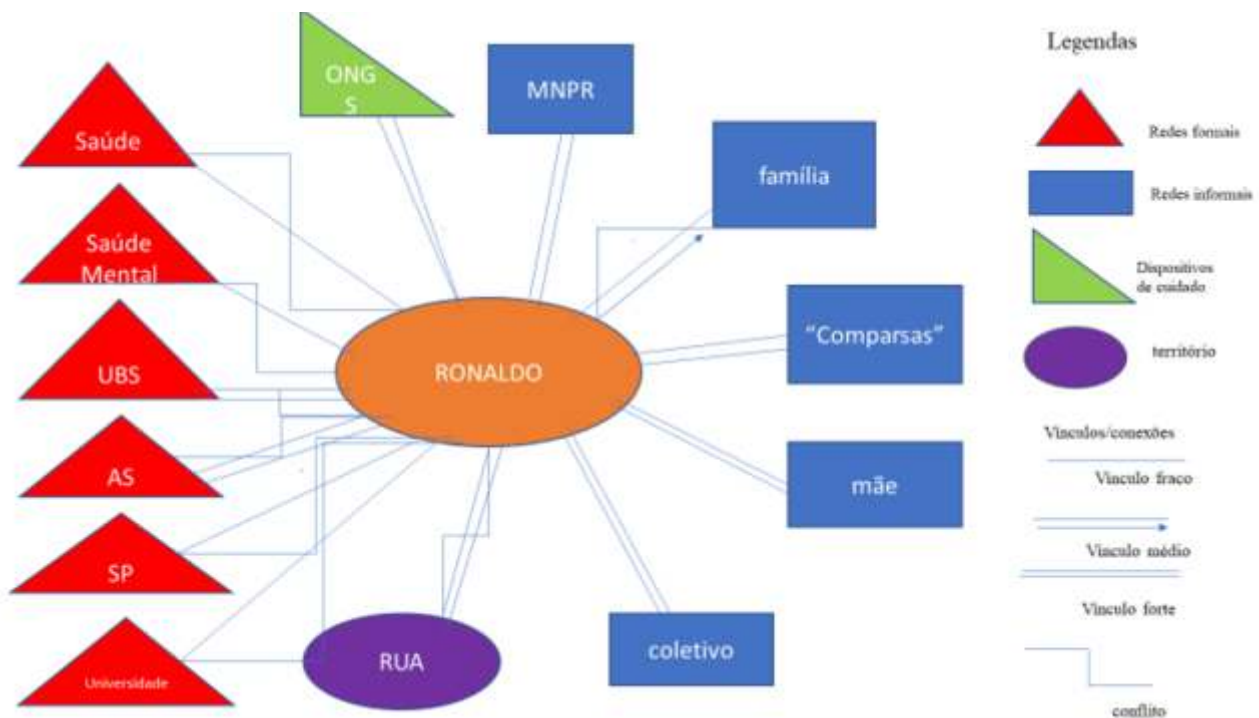 Saúde
Saúde
Mental
UBS
AS
SP
Universidade
ONG
S
MNPR
família
"Comparsas"
mãe
coletivo
RUA
RONALDO
Legendas
Redes formais
Redes informais
Dispositivos
de cuidado
território
Vinculos/conexões
Vinculo fraco
Vinculo médio
Vinculo forte
conflito